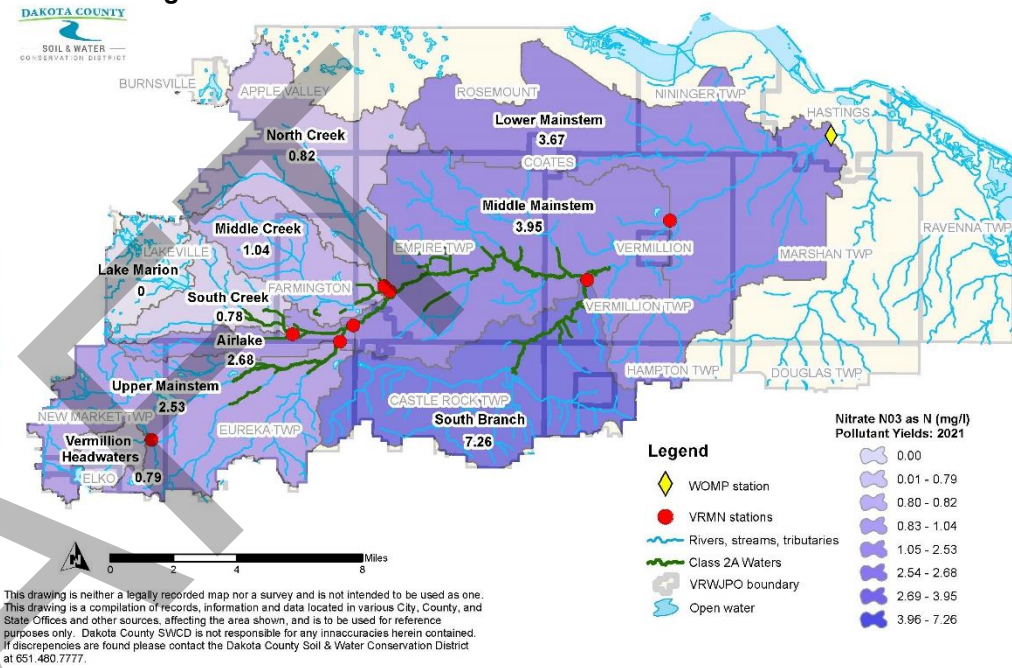 DAKOTA COUNTY
SOIL & WATER
CONSERVATION DISTRICT
BURNSVILLE
APPLE VALLEY
ROSEMOUNT
NININGER TWP
HASTINGS
North Creek
0.82
Lower Mainstem
3.67
COATES
Middle Mainstem
3.95
Middle Creek
1.04
LAKEVILLE
EMPIRE TWP
VERMILLION
MARSHAN TWP
RAVENNA TWP
Lake Marion
0
FARMINGTON
South Creek
0.78
VERMILLION TWP
Airlake
2.68
Upper Mainstem
2.53
HAMPTON TWP
DOUGLAS TWP
NEW MARKET TWP
EUREKA TWP
CASTLE ROCK TWP
South Branch
7.26
Vermillion
Headwaters
0.79
ELKO
Legend
WOMP station
VRMN stations
Rivers, streams, tributaries
Class 2A Waters
VRWJPO boundary
Open water
Nitrate N03 as N (mg/l)
Pollutant Yields: 2021
0.00
0.01 - 0.79
0.80 - 0.82
0.83 - 1.04
1.05 - 2.53
2.54 - 2.68
2.69 - 3.95
3.96 - 7.26
N
Miles
0 2 4 8
This drawing is neither a legally recorded map nor a survey and is not intended to be used as one.
This drawing is a compilation of records, information and data located in various City, County, and
State Offices and other sources, affecting the area shown, and is to be used for reference
purposes only. Dakota County SWCD is not responsible for any innaccuracies herein contained.
If discrepencies are found please contact the Dakota County Soil & Water Conservation District
at 651.480.7777.